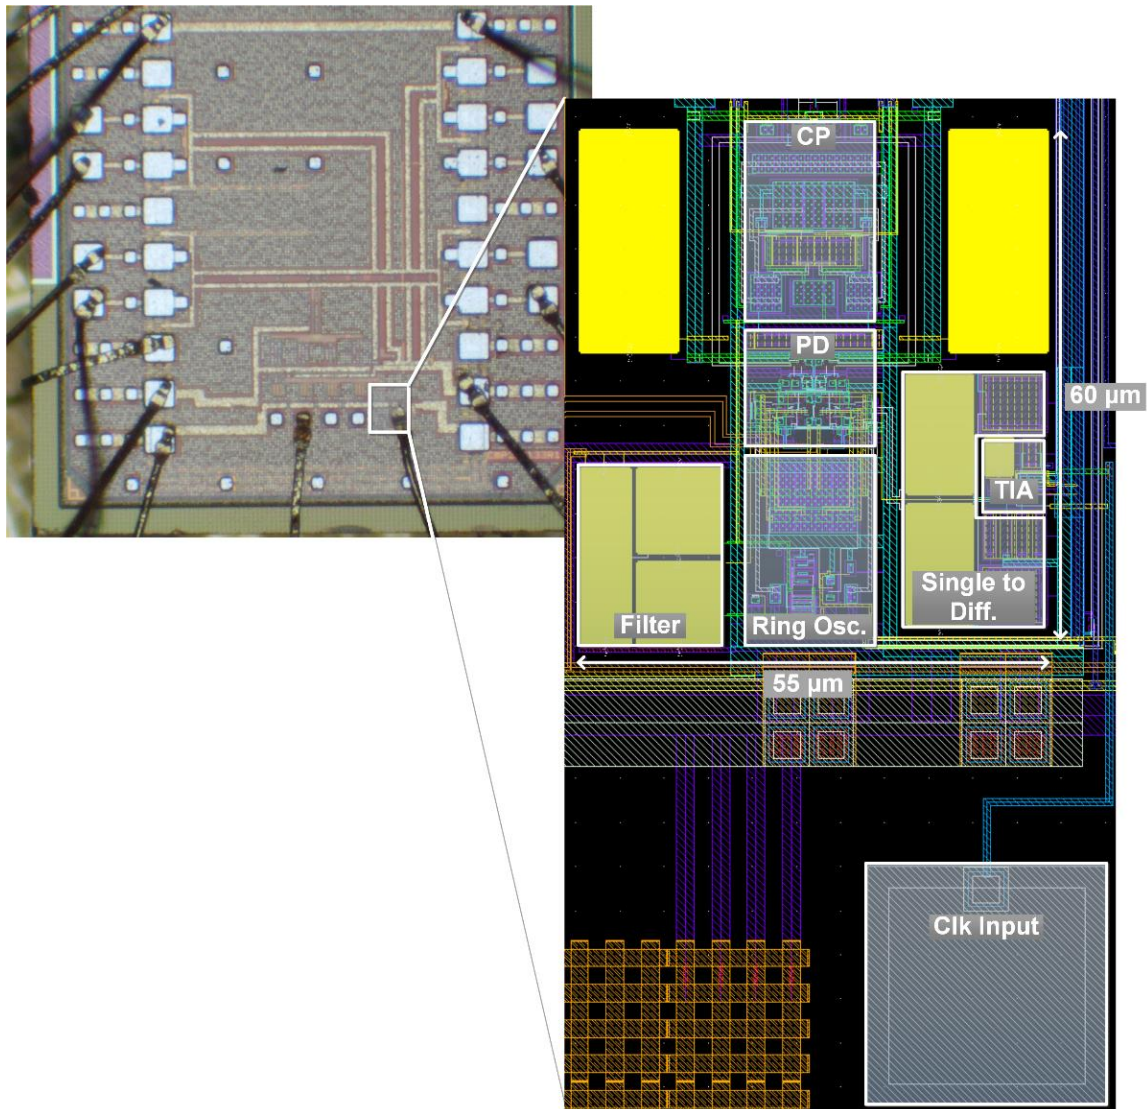 CP
PD
60 µm
TIA
Single to
Diff.
Filter
Ring Osc.
55 µm
Clk Input